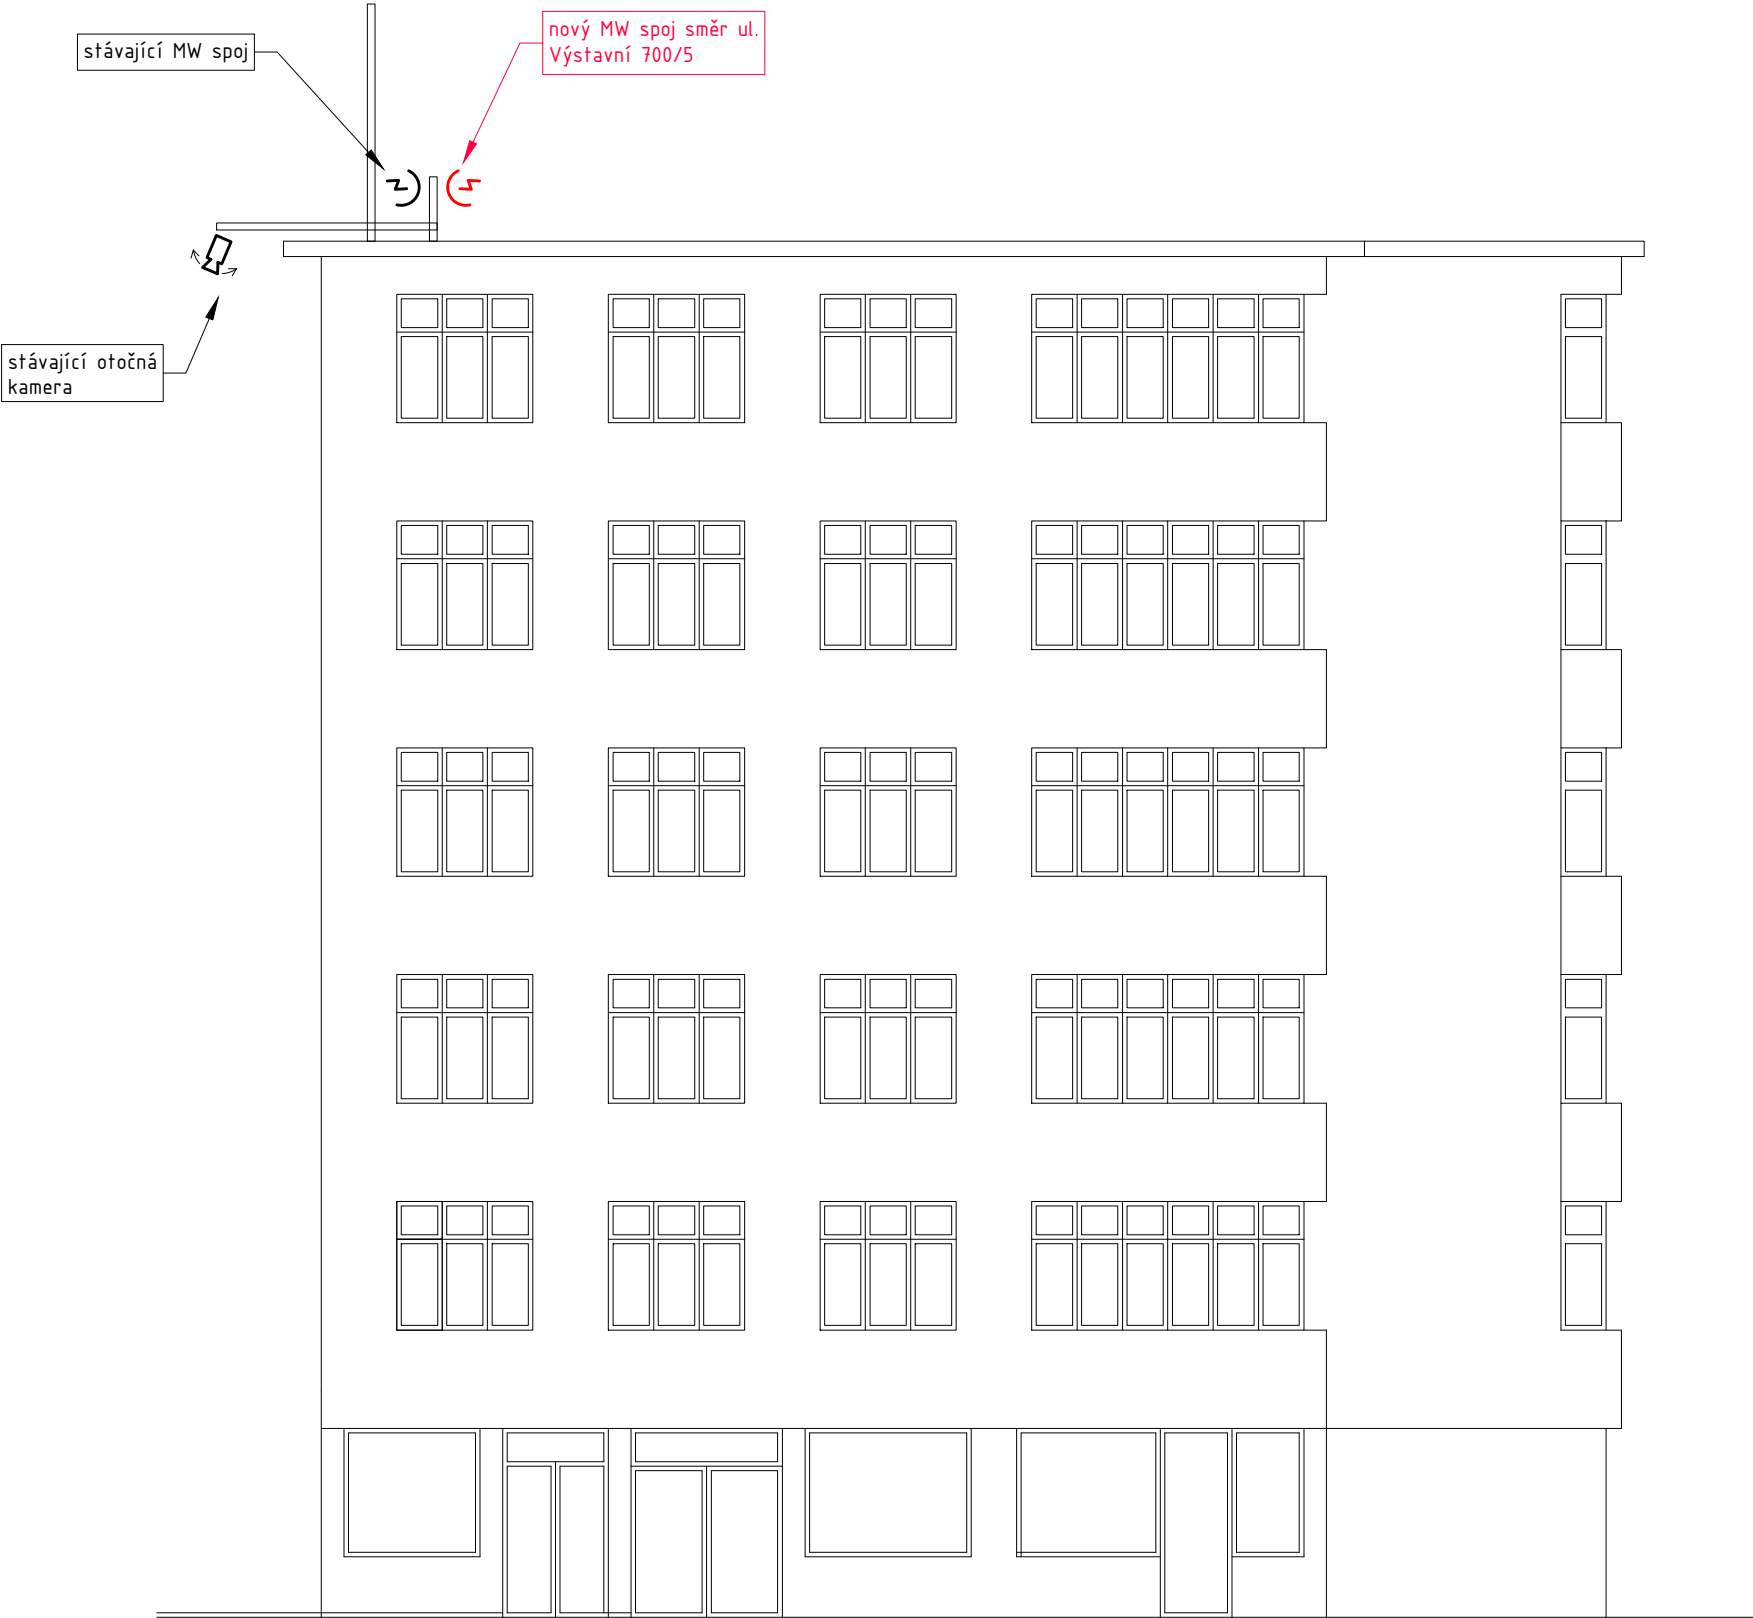 stávající MW spoj
nový MW spoj směr ul.
Výstavní 700/5
stávající otočná
kamera